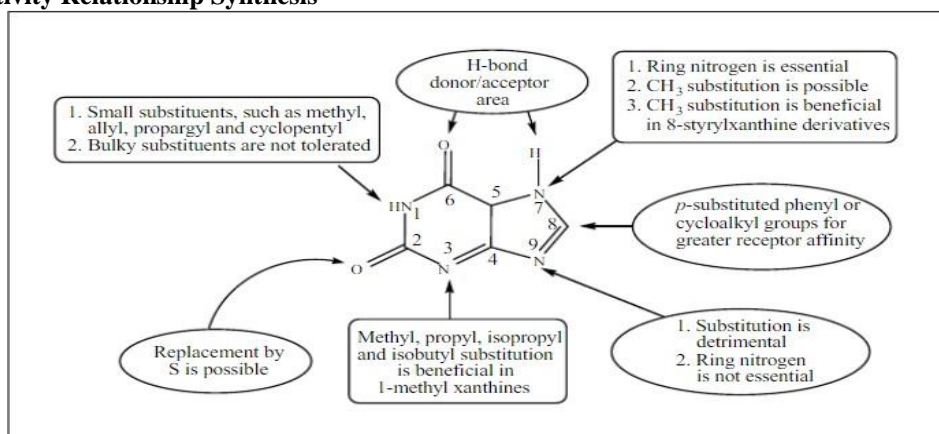 tivity Relationship Synthesis
H-bond
donor/acceptor
area
1. Ring nitrogen is essential
2. CH3 substitution is possible
3. CH3 substitution is beneficial
in 8-styrylxanthine derivatives
1. Small substituents, such as methyl,
allyl, propargyl and cyclopentyl
2. Bulky substituents are not tolerated
O
H
HN
1
6
5
N
7
8
9
N
4
3
N
2
O
p-substituted phenyl or
cycloalkyl groups for
greater receptor affinity
Replacement by
S is possible
Methyl, propyl, isopropyl
and isobutyl substitution
is beneficial in
1-methyl xanthines
1. Substitution is
detrimental
2. Ring nitrogen
is not essential